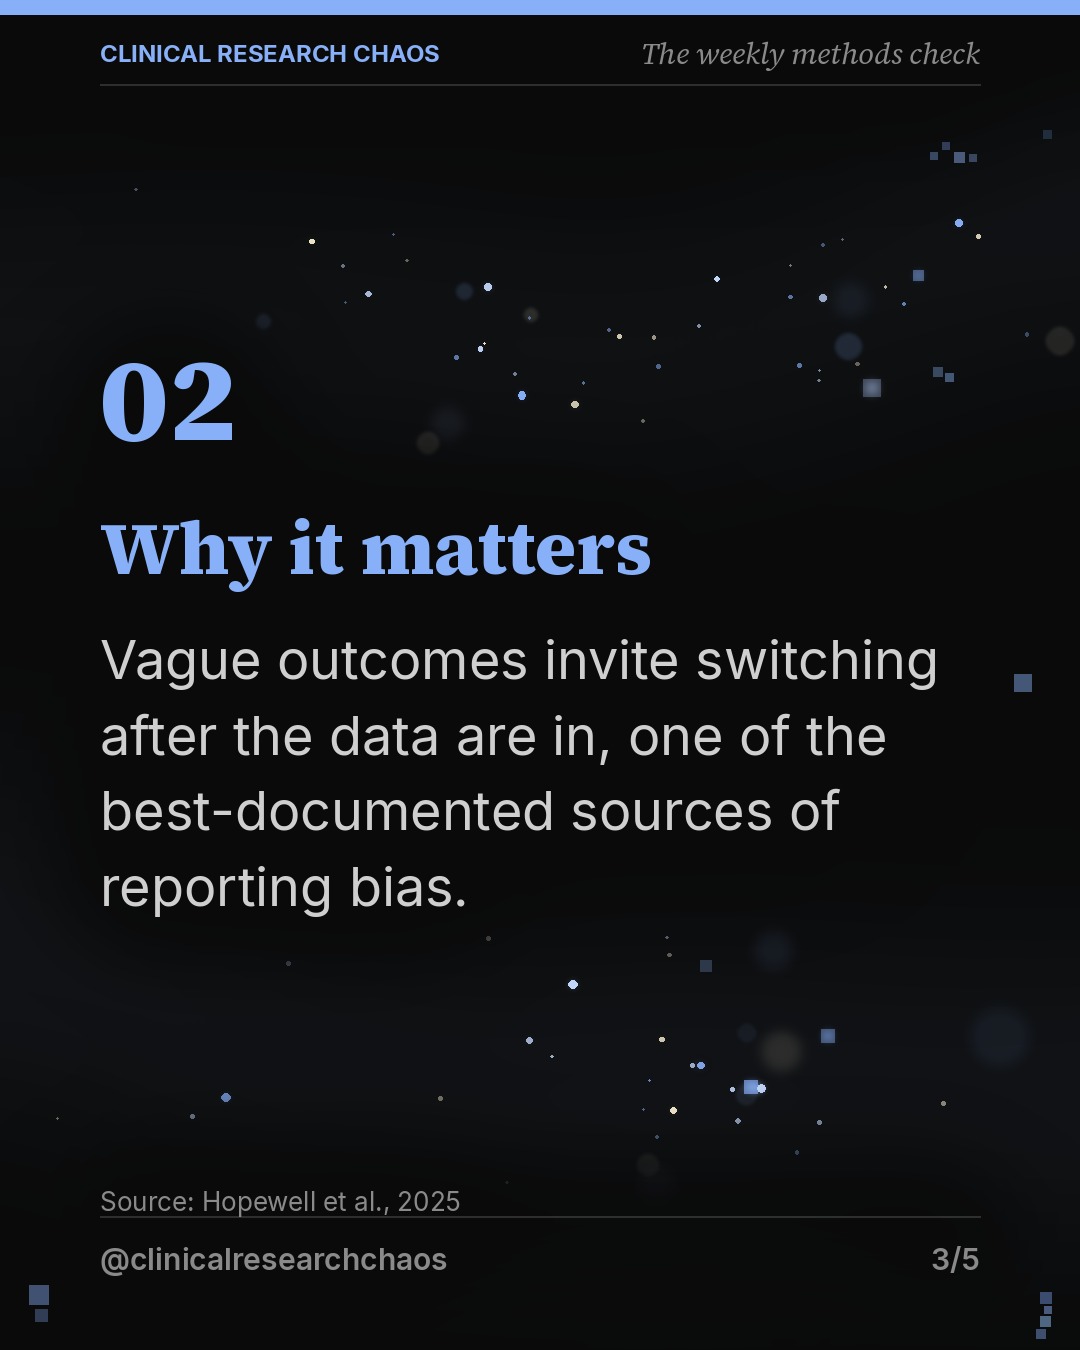 CLINICAL RESEARCH CHAOS
The weekly methods check
02
Why it matters
Vague outcomes invite switching
after the data are in, one of the
best-documented sources of
reporting bias.
Source: Hopewell et al., 2025
@clinicalresearchchaos
3/5